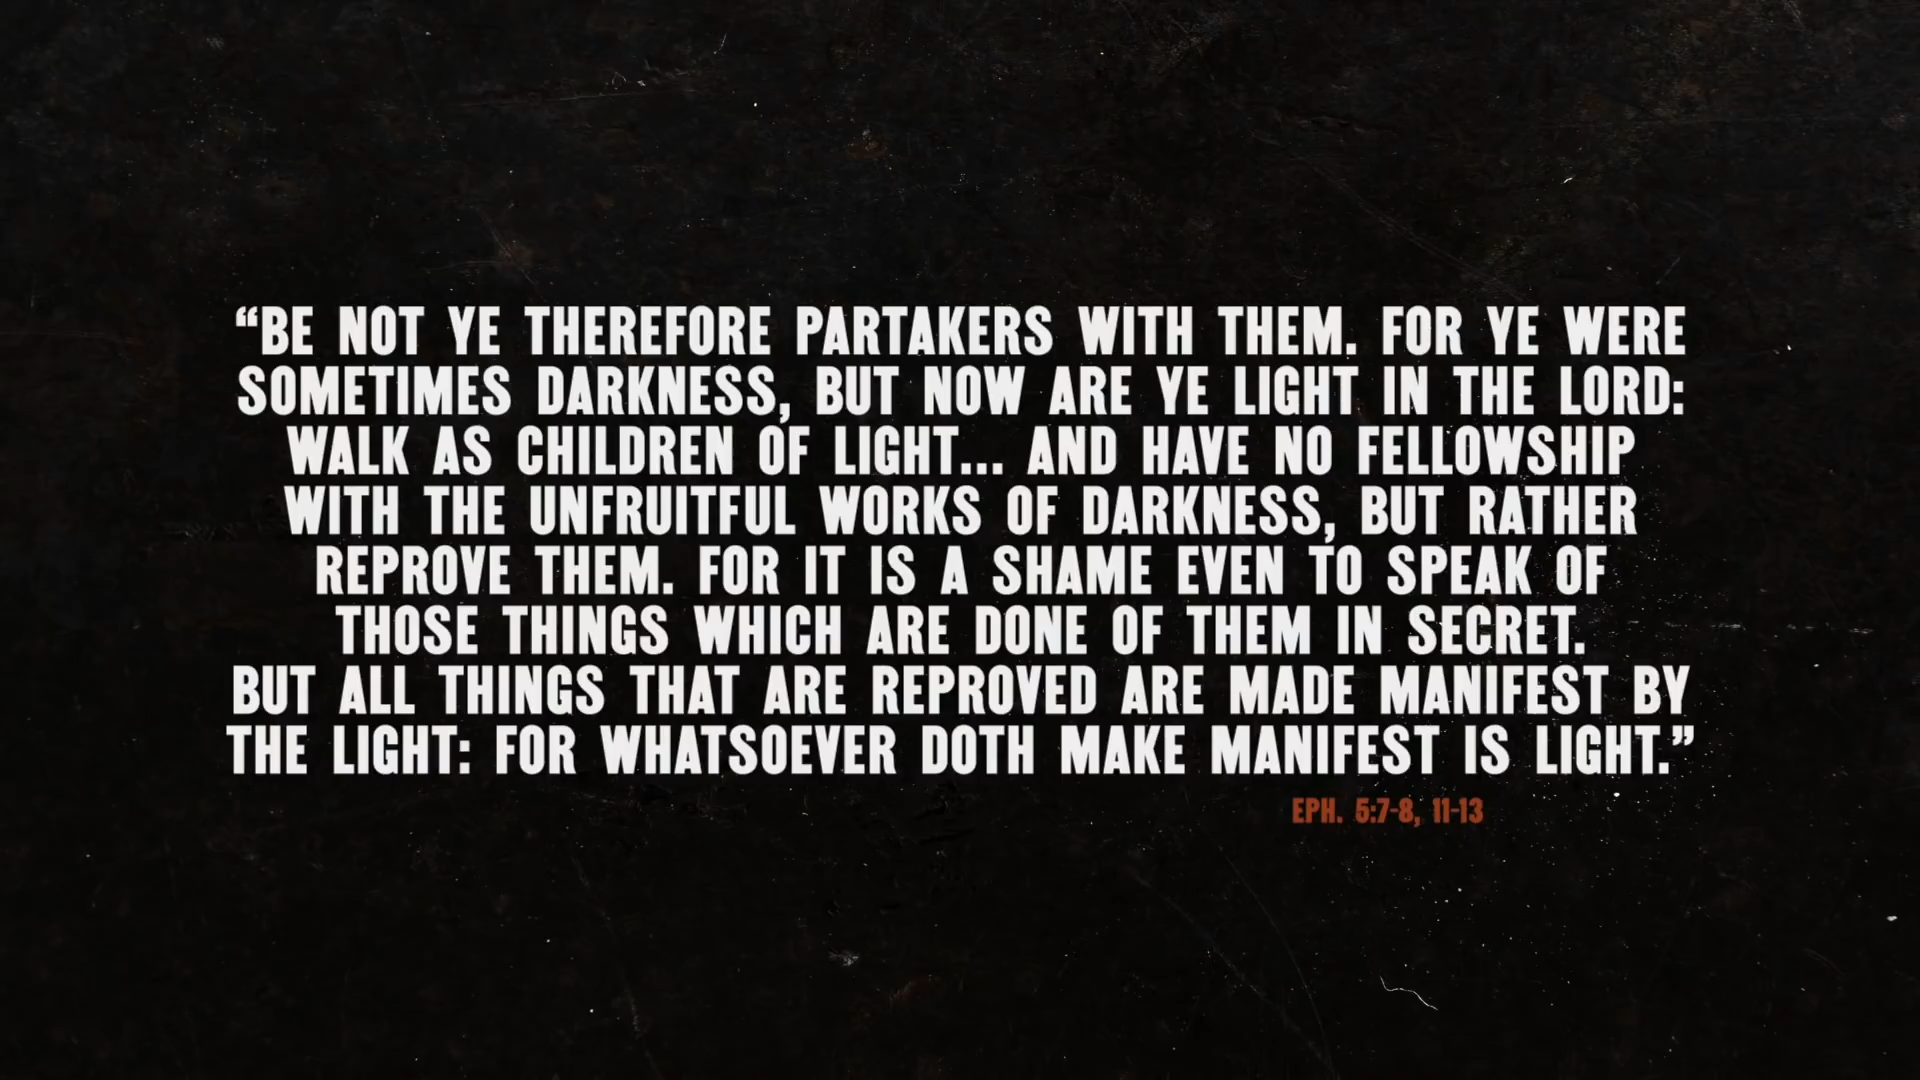 “BE NOT YE THEREFORE PARTAKERS WITH THEM. FOR YE WERE
SOMETIMES DARKNESS, BUT NOW ARE YE LIGHT IN THE LORD:
WALK AS CHILDREN OF LIGHT... AND HAVE NO FELLOWSHIP
WITH THE UNFRUITFUL WORKS OF DARKNESS, BUT RATHER
REPROVE THEM. FOR IT IS A SHAME EVEN TO SPEAK OF
THOSE THINGS WHICH ARE DONE OF THEM IN SECRET.
BUT ALL THINGS THAT ARE REPROVED ARE MADE MANIFEST BY
THE LIGHT: FOR WHATSOEVER DOTH MAKE MANIFEST IS LIGHT.”
EPH. 5:7-8, 11-13